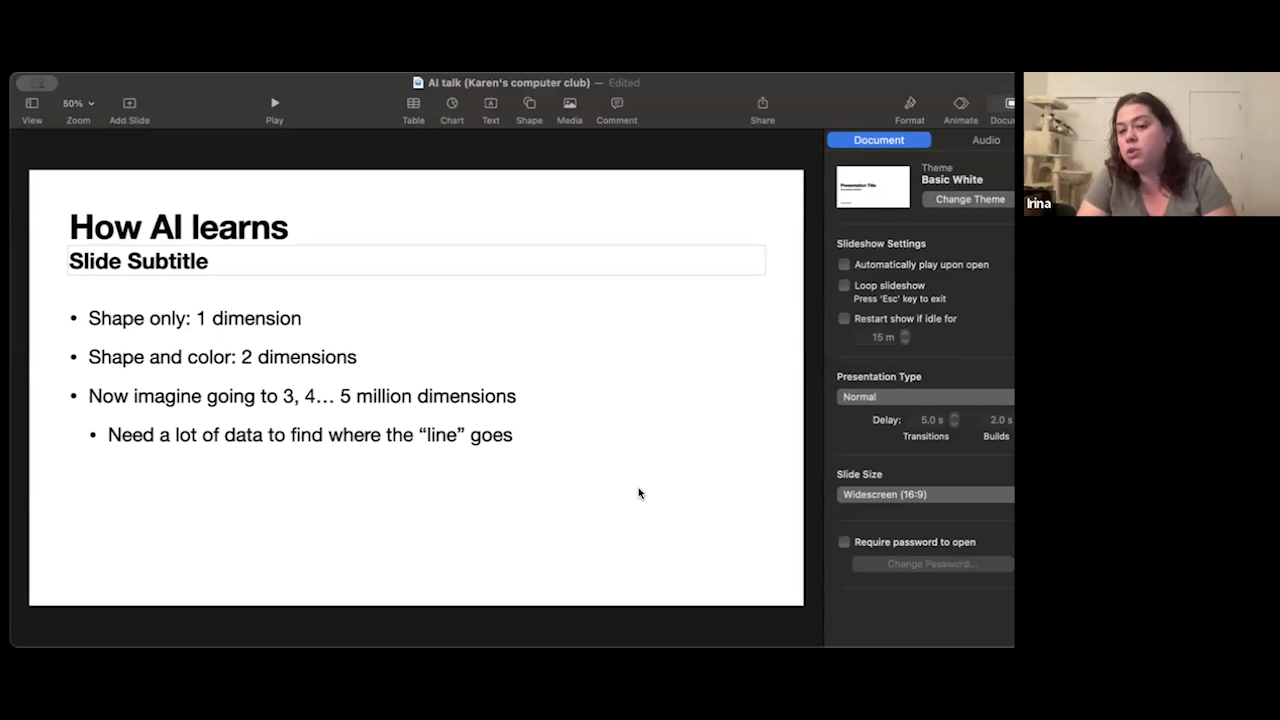 AI talk (Karen's computer club) — Edited
50%
View
Zoom
Add Slide
Play
Table
Chart
Text
Shape
Media
Comment
Share
Format
Animate
Docu
Document
Audio
Presentation Title
Theme
Basic White
Change Theme
Slideshow Settings
Automatically play upon open
Loop slideshow
Press 'Esc' key to exit
Restart show if idle for
15 m
Presentation Type
Normal
Delay: 5.0 s 2.0 s
Transitions Builds
Slide Size
Widescreen (16:9)
Require password to open
Change Password...
How AI learns
Slide Subtitle
• Shape only: 1 dimension
• Shape and color: 2 dimensions
• Now imagine going to 3, 4… 5 million dimensions
• Need a lot of data to find where the “line” goes
Irina